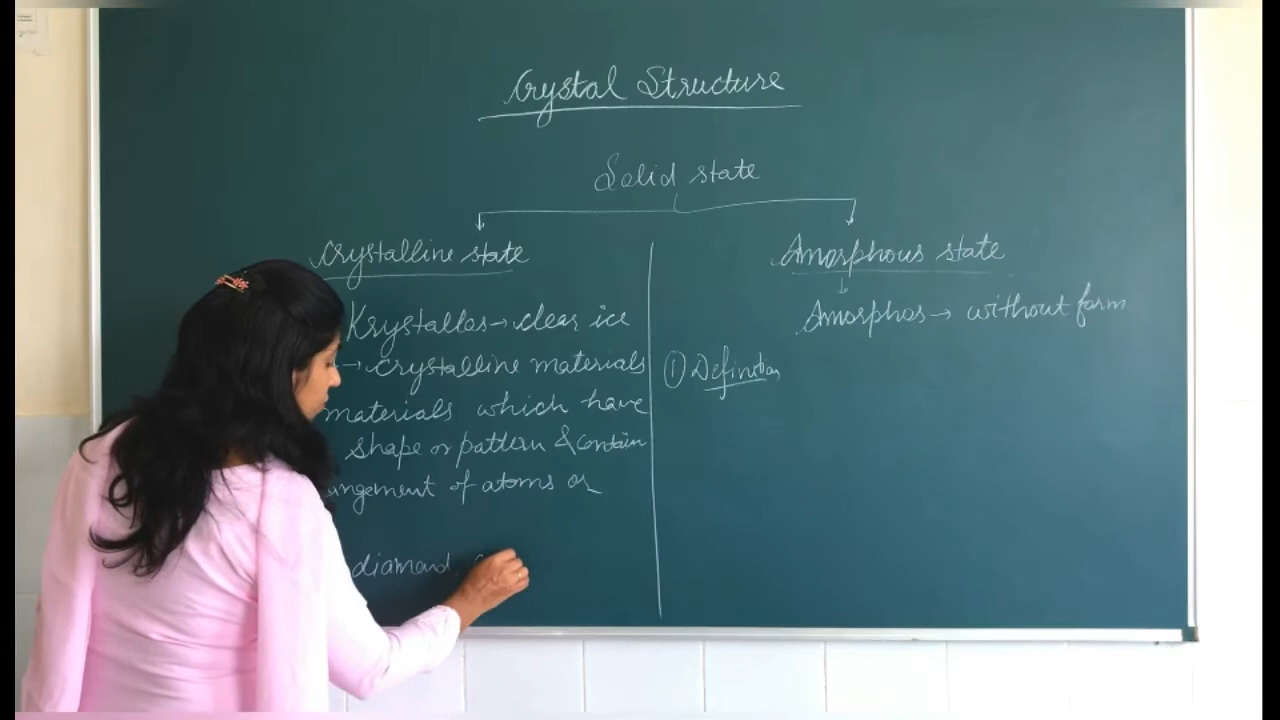 Crystal Structure
Solid state
Crystalline state
Krystallos → clear ice
→ crystalline materials
materials which have
shape or pattern & contain
angement of atoms or
diamond,
Amorphous state
Amorphos → without form
① Definition